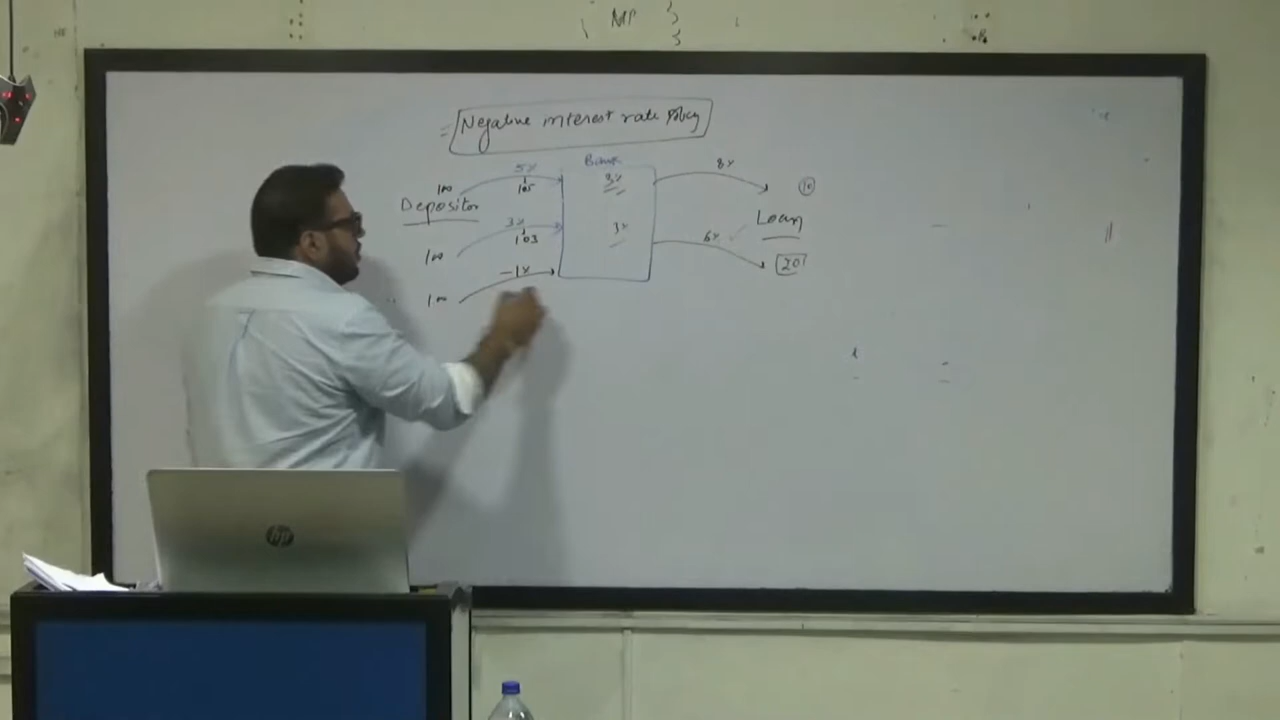 MP
= Negative interest rate policy
Bank
5%
8%
100
105
3%
10
Depositor
3%
Loan
103
3%
6%
100
20
-1%
100
hp